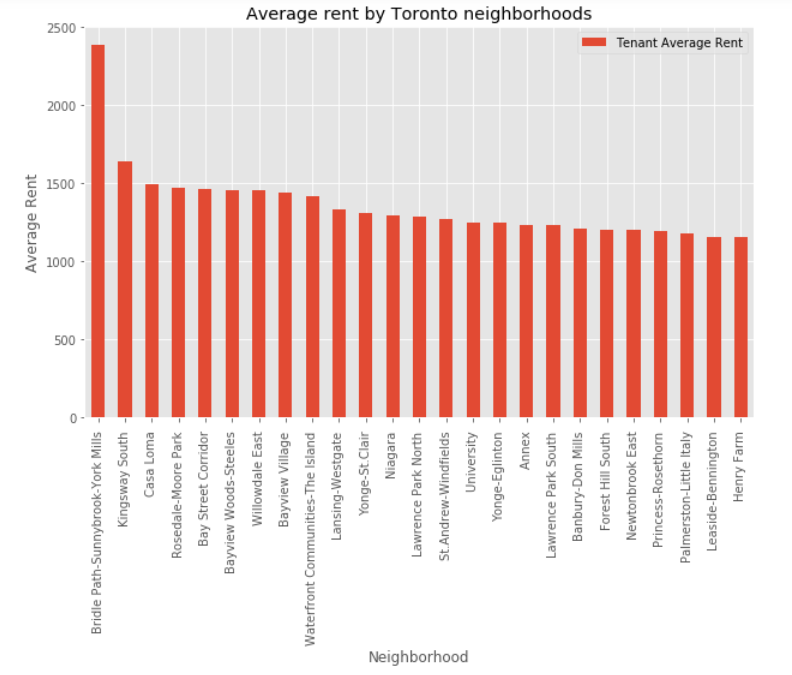 Average rent by Toronto neighborhoods
Tenant Average Rent
2500
2000
1500
1000
500
0
Average Rent
Bridle Path-Sunnybrook-York Mills
Kingsway South
Casa Loma
Rosedale-Moore Park
Bay Street Corridor
Bayview Woods-Steeles
Willowdale East
Bayview Village
Waterfront Communities-The Island
Lansing-Westgate
Yonge-St Clair
Niagara
Lawrence Park North
St.Andrew-Windfields
University
Yonge-Eglinton
Annex
Lawrence Park South
Banbury-Don Mills
Forest Hill South
Newtonbrook East
Princess-Rosethorn
Palmerston-Little Italy
Leaside-Bennington
Henry Farm
Neighborhood